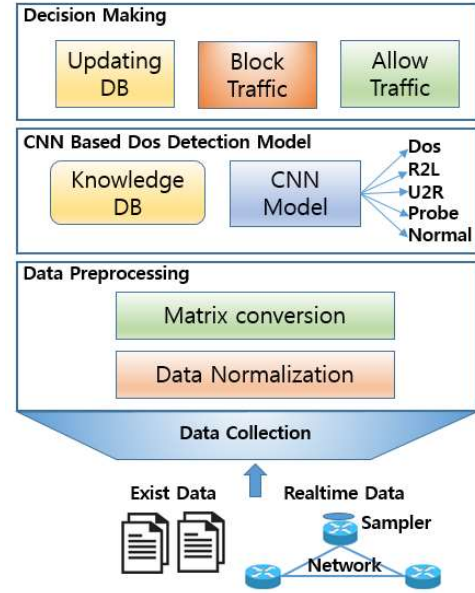 Decision Making
Updating
DB
Block
Traffic
Allow
Traffic
CNN Based Dos Detection Model
Knowledge
DB
CNN
Model
Dos
R2L
U2R
Probe
Normal
Data Preprocessing
Matrix conversion
Data Normalization
Data Collection
Exist Data
Realtime Data
Sampler
Network